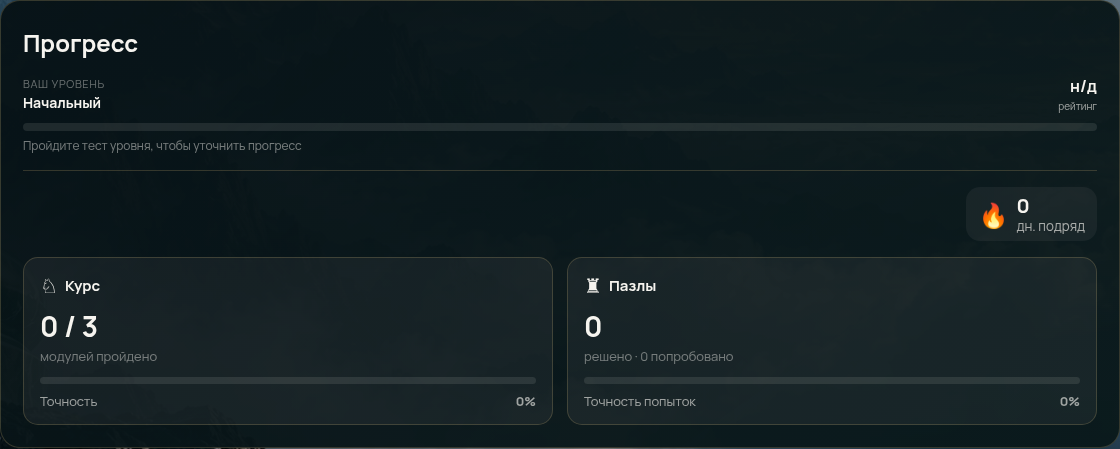 Прогресс
ВАШ УРОВЕНЬ
Начальный
н/д
рейтинг
Пройдите тест уровня, чтобы уточнить прогресс
0
дн. подряд
Курс
0 / 3
модулей пройдено
Точность 0%
Пазлы
0
решено · 0 попробовано
Точность попыток 0%